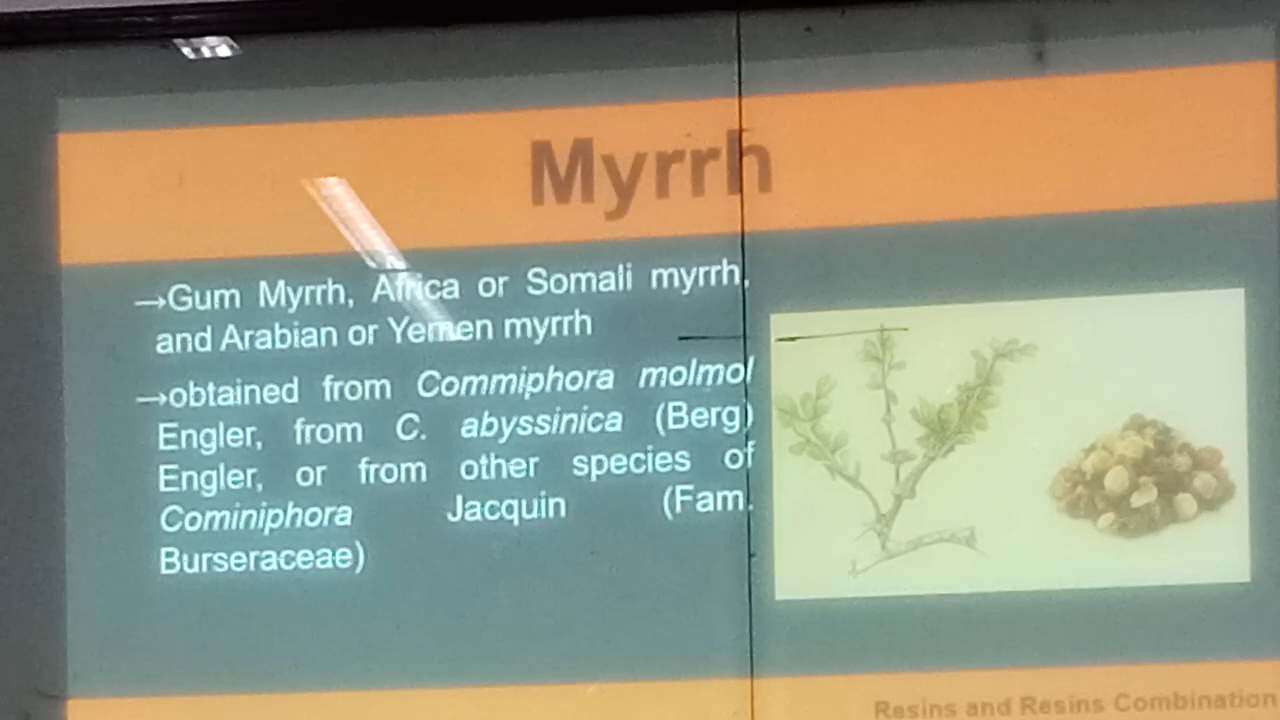 Myrrh
→Gum Myrrh, Africa or Somali myrrh,
and Arabian or Yemen myrrh
→obtained from Commiphora molmol
Engler, from C. abyssinica (Berg)
Engler, or from other species of
Cominiphora Jacquin (Fam.
Burseraceae)
Resins and Resins Combination